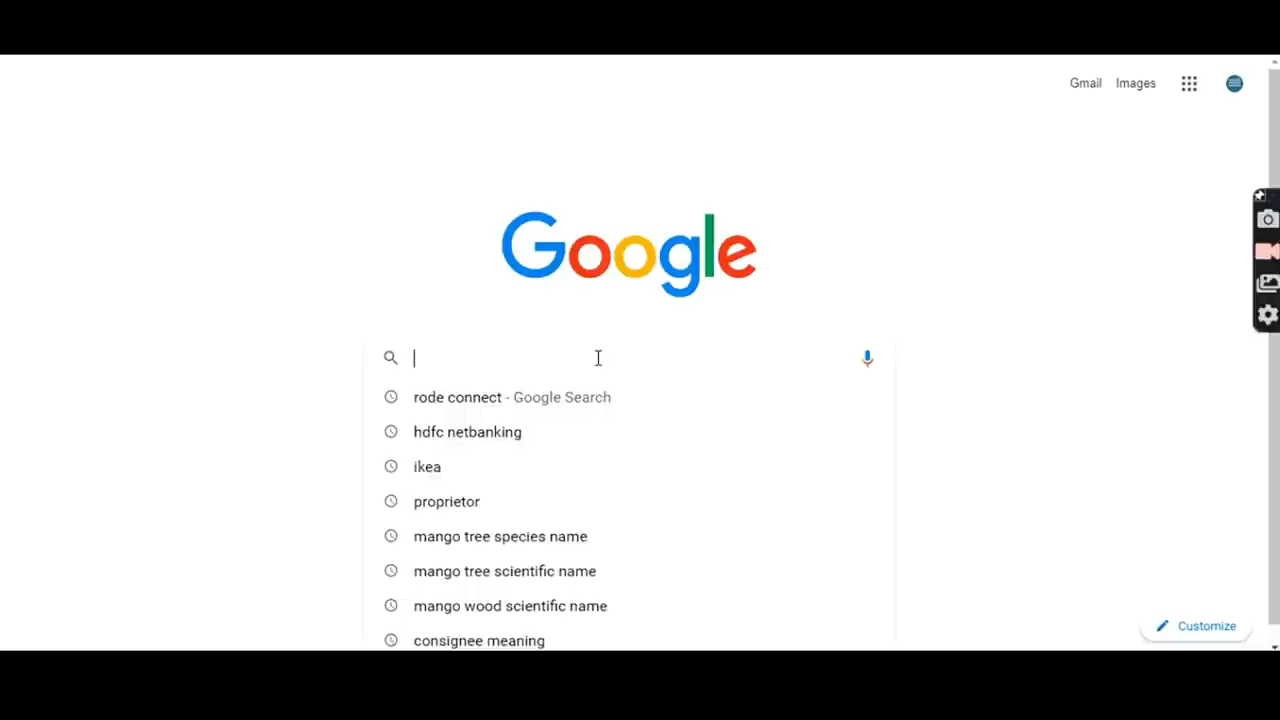 Gmail Images
Google
rode connect - Google Search
hdfc netbanking
ikea
proprietor
mango tree species name
mango tree scientific name
mango wood scientific name
consignee meaning
Customize